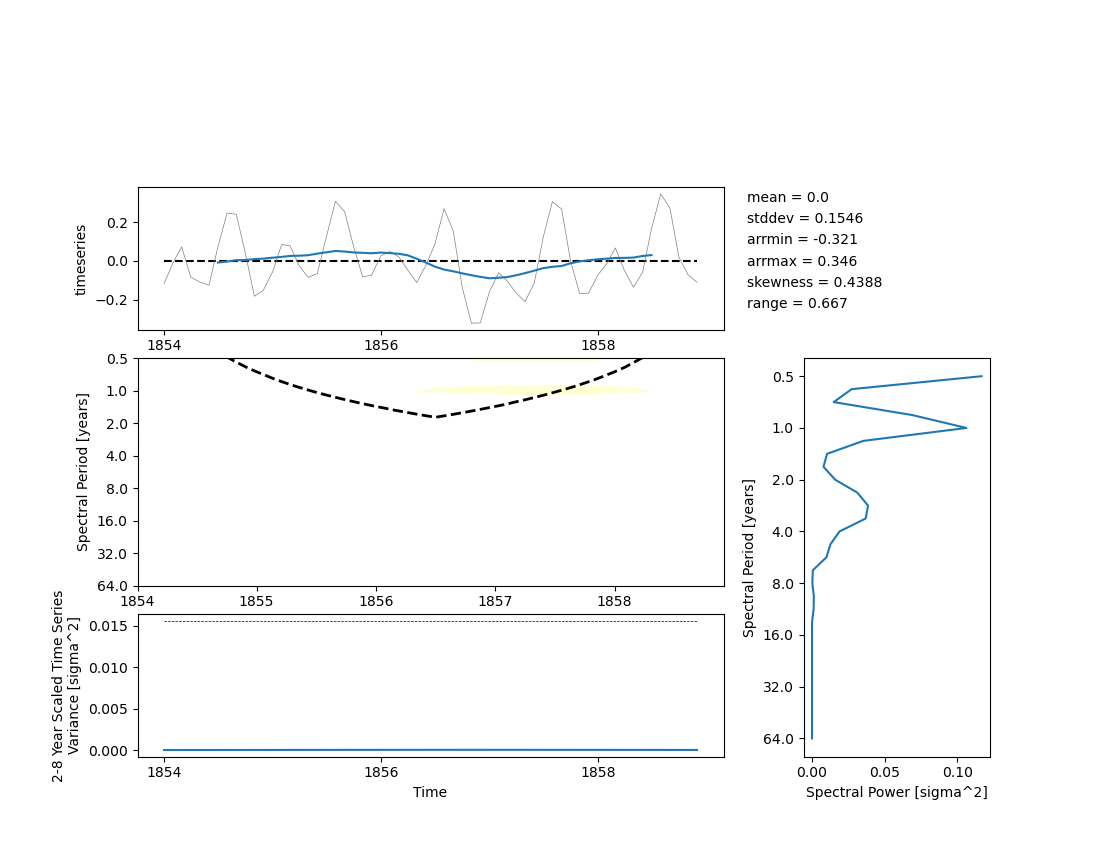 timeseries
0.2
0.0
−0.2
1854
1856
1858
mean = 0.0
stddev = 0.1546
arrmin = -0.321
arrmax = 0.346
skewness = 0.4388
range = 0.667
Spectral Period [years]
0.5
1.0
2.0
4.0
8.0
16.0
32.0
64.0
1854
1855
1856
1857
1858
2-8 Year Scaled Time Series
Variance [sigma^2]
0.015
0.010
0.005
0.000
1854
1856
1858
Time
Spectral Period [years]
0.5
1.0
2.0
4.0
8.0
16.0
32.0
64.0
0.00
0.05
0.10
Spectral Power [sigma^2]